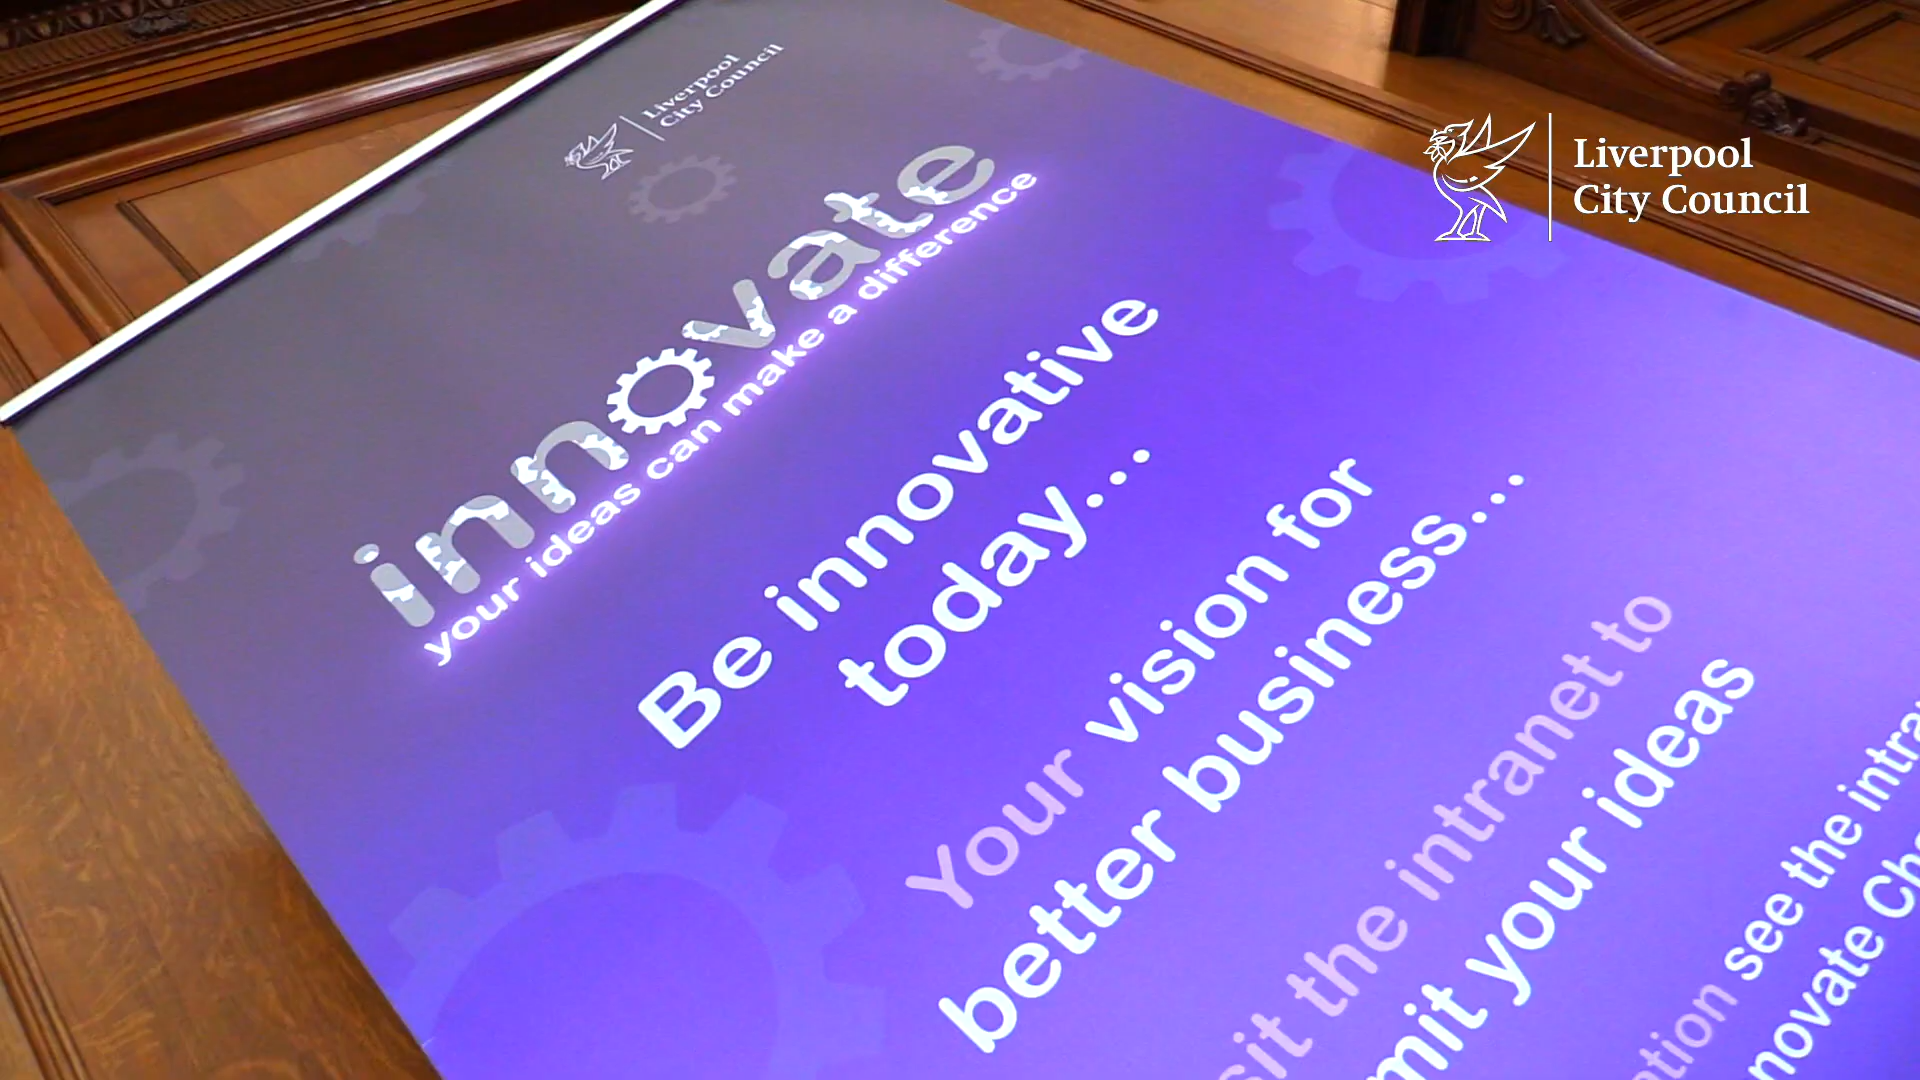 Liverpool
City Council
innovate
your ideas can make a difference
Be innovative
today...
Your vision for
better business...
the intranet to
your ideas
see the
Liverpool
City Council